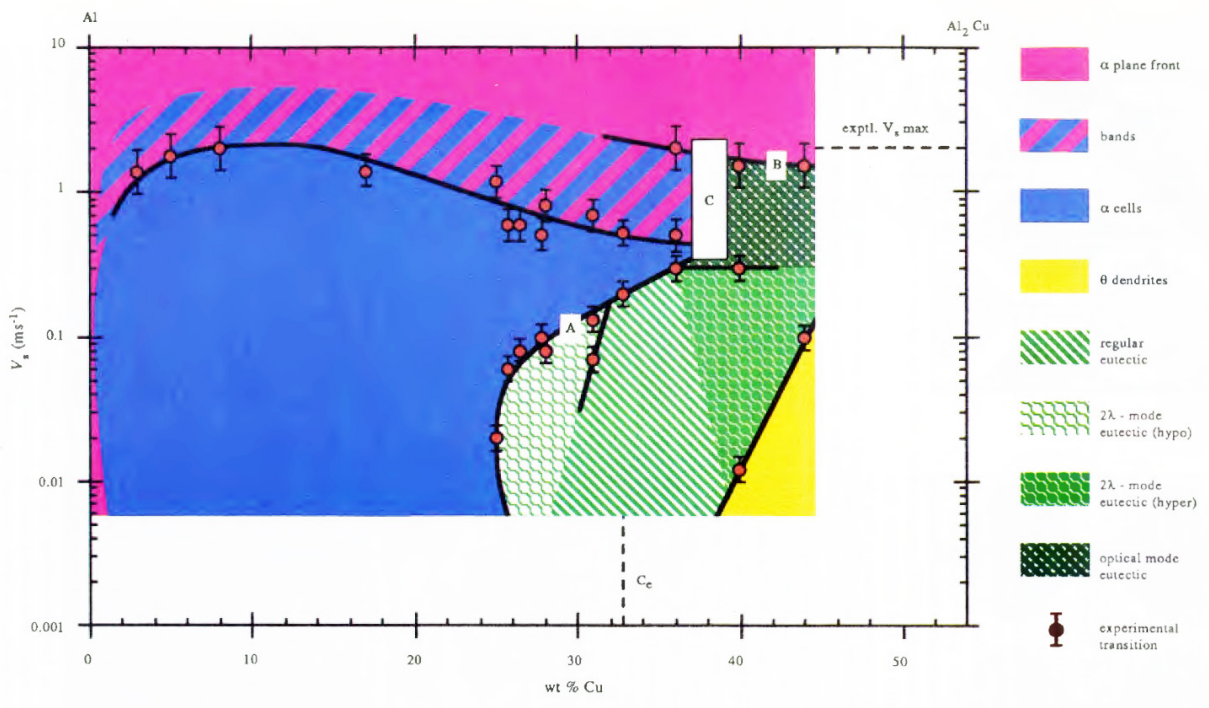 Al
Al2 Cu
10
1
0.1
0.01
0.001
Vs (ms-1)
0
10
20
30
40
50
wt % Cu
A
B
C
Ce
exptl. Vs max
α plane front
bands
α cells
θ dendrites
regular
eutectic
2λ - mode
eutectic (hypo)
2λ - mode
eutectic (hyper)
optical mode
eutectic
experimental
transition